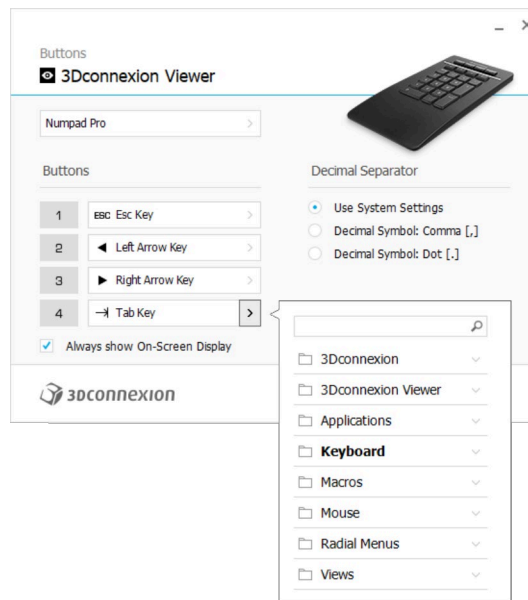 Buttons
3Dconnexion Viewer
Numpad Pro
Buttons
1 ESC Esc Key
2 Left Arrow Key
3 Right Arrow Key
4 Tab Key
Always show On-Screen Display
Decimal Separator
Use System Settings
Decimal Symbol: Comma [,]
Decimal Symbol: Dot [.]
3Dconnexion
3Dconnexion
3Dconnexion Viewer
Applications
Keyboard
Macros
Mouse
Radial Menus
Views